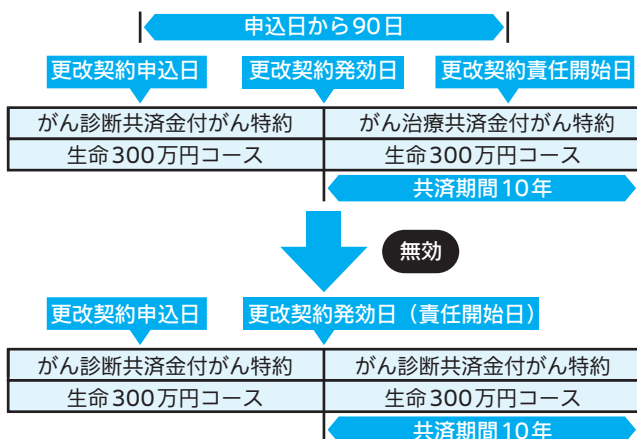 申込日から90日
更改契約申込日 更改契約発効日 更改契約責任開始日
がん診断共済金付がん特約 がん治療共済金付がん特約
生命300万円コース 生命300万円コース
共済期間10年
無効
更改契約申込日 更改契約発効日（責任開始日）
がん診断共済金付がん特約 がん診断共済金付がん特約
生命300万円コース 生命300万円コース
共済期間10年